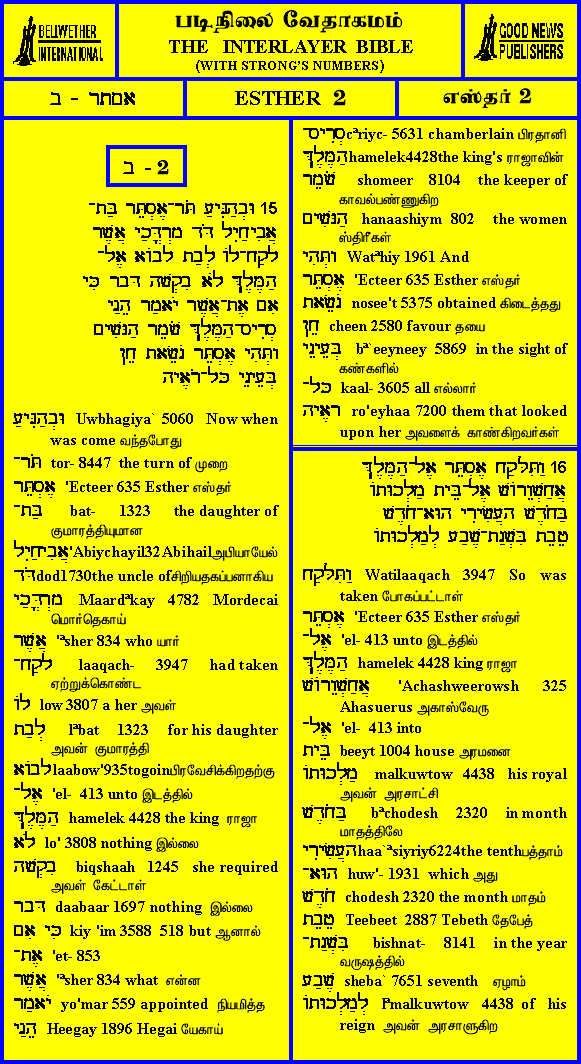 BELLWETHER
INTERNATIONAL
படிநிலை வேதாகமம்
THE INTERLAYER BIBLE
(WITH STRONG'S NUMBERS)
GOOD NEWS
PUBLISHERS
אסתר - ב
ESTHER 2
எஸ்தர் 2
ב - 2
15 וּבְהַגִּיעַ תֹּר־אֶסְתֵּר בַּת־
אֲבִיחַיִל דֹּד מָרְדֳּכַי אֲשֶׁר
לָקַח־לוֹ לְבַת לָבוֹא אֶל־
הַמֶּלֶךְ לֹא בִקְשָׁה דָּבָר כִּי
אִם אֶת־אֲשֶׁר יֹאמַר הֵגַי
סְרִיס־הַמֶּלֶךְ שֹׁמֵר הַנָּשִׁים
וַתְּהִי אֶסְתֵּר נֹשֵׂאת חֵן
בְּעֵינֵי כָּל־רֹאֶיהָ
וּבְהַגִּיעַ Uwbhagiya` 5060 Now when
was come வந்தபோது
תֹּר־ tor- 8447 the turn of முறை
אֶסְתֵּר 'Ecteer 635 Esther எஸ்தர்
בַּת־ bat- 1323 the daughter of
குமாரத்தியுமான
אֲבִיחַיִל 'Abiychayil32 Abihail அபியாயேல்
דֹּד dod1730the uncle of சிறியதகப்பனாகிய
מָרְדֳּכַי Maardᵃkay 4782 Mordecai
மொர்தெகாய்
אֲשֶׁר 'ᵃsher 834 who யார்
לָקַח־ laaqach- 3947 had taken
ஏற்றுக்கொண்ட
לוֹ low 3807 a her அவள்
לְבַת lᵃbat 1323 for his daughter
அவன் குமாரத்தி
לָבוֹא laabow'935togoin பிரவேசிக்கிறதற்கு
אֶל־ 'el- 413 unto இடத்தில்
הַמֶּלֶךְ hamelek 4428 the king ராஜா
לֹא lo' 3808 nothing இல்லை
בִקְשָׁה biqshaah 1245 she required
அவள் கேட்டாள்
דָּבָר daabaar 1697 nothing இல்லை
כִּי אִם kiy 'im 3588 518 but ஆனால்
אֶת־ 'et- 853
אֲשֶׁר 'ᵃsher 834 what என்ன
יֹאמַר yo'mar 559 appointed நியமித்த
הֵגַי Heegay 1896 Hegai யேகாய்
סְרִיס־ cᵃriyc- 5631 chamberlain பிரதானி
הַמֶּלֶךְ hamelek4428the king's ராஜாவின்
שֹׁמֵר shomeer 8104 the keeper of
காவல்பண்ணுகிற
הַנָּשִׁים hanaashiym 802 the women
ஸ்திரீகள்
וַתְּהִי Watᵃhiy 1961 And
אֶסְתֵּר 'Ecteer 635 Esther எஸ்தர்
נֹשֵׂאת nosee't 5375 obtained கிடைத்தது
חֵן cheen 2580 favour தயை
בְּעֵינֵי bᵃ`eeyneey 5869 in the sight of
கண்களில்
כָּל־ kaal- 3605 all எல்லார்
רֹאֶיהָ ro'eyhaa 7200 them that looked
upon her அவளைக் காண்கிறவர்கள்
16 וַתִּלָּקַח אֶסְתֵּר אֶל־הַמֶּלֶךְ
אֲחַשְׁוֵרוֹשׁ אֶל־בֵּית מַלְכוּתוֹ
בַּחֹדֶשׁ הָעֲשִׂירִי הוּא־חֹדֶשׁ
טֵבֵת בִּשְׁנַת־שֶׁבַע לְמַלְכוּתוֹ
וַתִּלָּקַח Watilaaqach 3947 So was
taken போகப்பட்டாள்
אֶסְתֵּר 'Ecteer 635 Esther எஸ்தர்
אֶל־ 'el- 413 unto இடத்தில்
הַמֶּלֶךְ hamelek 4428 king ராஜா
אֲחַשְׁוֵרוֹשׁ 'Achashweerowsh 325
Ahasuerus அகாஸ்வேரு
אֶל־ 'el- 413 into
בֵּית beeyt 1004 house அரமனை
מַלְכוּתוֹ malkuwtow 4438 his royal
அவன் அரசாட்சி
בַּחֹדֶשׁ bᵃchodesh 2320 in month
மாதத்திலே
הָעֲשִׂירִי haa`ᵃsiyriy6224the tenth பத்தாம்
הוּא־ huw'- 1931 which அது
חֹדֶשׁ chodesh 2320 the month மாதம்
טֵבֵת Teebeet 2887 Tebeth தேபேத்
בִּשְׁנַת־ bishnat- 8141 in the year
வருஷத்தில்
שֶׁבַע sheba` 7651 seventh ஏழாம்
לְמַלְכוּתוֹ lᵃmalkuwtow 4438 of his
reign அவன் அரசாளுகிற